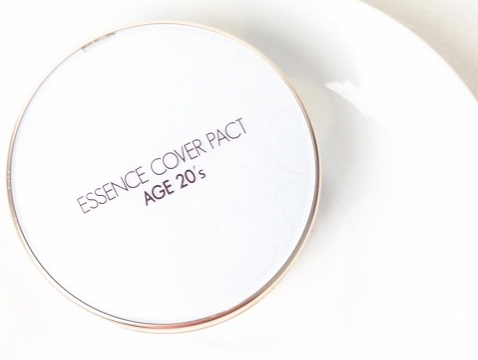 ESSENCE COVER PACT
AGE 20's